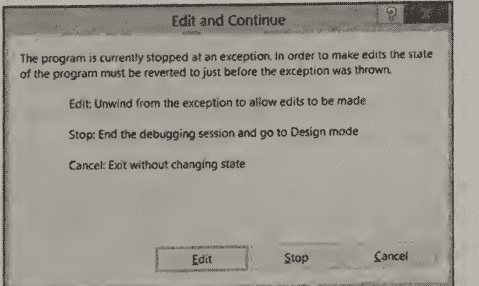 Edit and Continue
?
The program is currently stopped at an exception. In order to make edits the state
of the program must be reverted to just before the exception was thrown.
Edit: Unwind from the exception to allow edits to be made
Stop: End the debugging session and go to Design mode
Cancel: Exit without changing state
Edit Stop Cancel